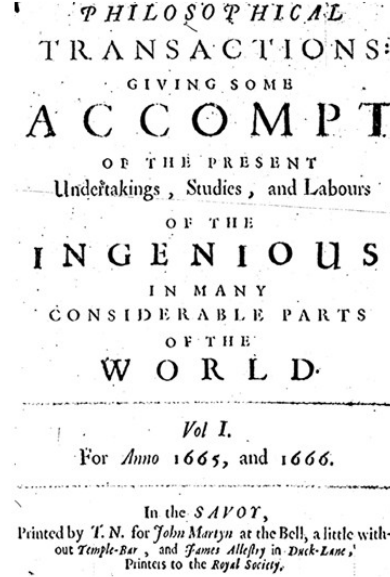 PHILOSOPHICAL
TRANSACTIONS:
GIVING SOME
ACCOMPT
OF THE PRESENT
Undertakings, Studies, and Labours
OF THE
INGENIOUS
IN MANY
CONSIDERABLE PARTS
OF THE
WORLD.
Vol I.
For Anno 1665, and 1666.
In the SAVOY,
Printed by T. N. for John Martyn at the Bell, a little with-
out Temple-Bar, and James Allestry in Duck-Lane,
Printers to the Royal Society.